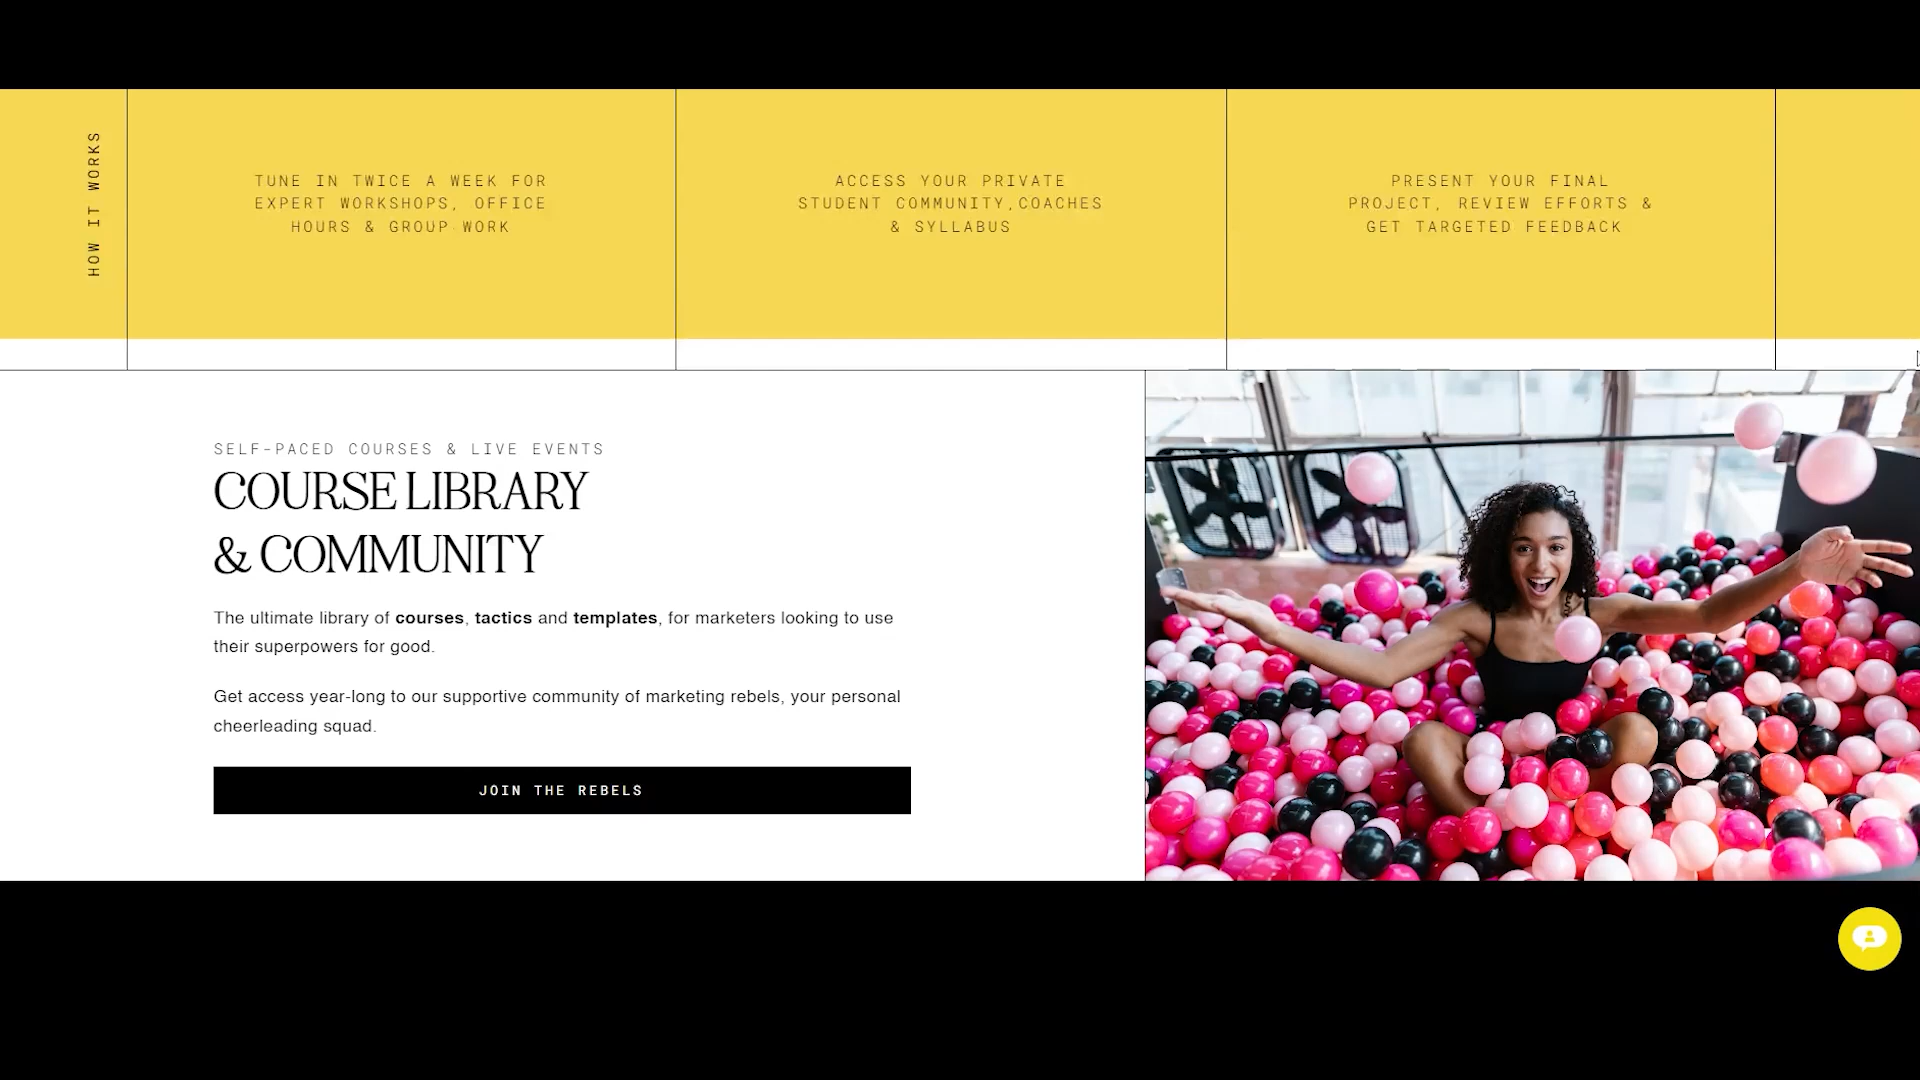 HOW IT WORKS
TUNE IN TWICE A WEEK FOR
EXPERT WORKSHOPS, OFFICE
HOURS & GROUP WORK
ACCESS YOUR PRIVATE
STUDENT COMMUNITY,COACHES
& SYLLABUS
PRESENT YOUR FINAL
PROJECT, REVIEW EFFORTS &
GET TARGETED FEEDBACK
SELF-PACED COURSES & LIVE EVENTS
COURSE LIBRARY
& COMMUNITY
The ultimate library of courses, tactics and templates, for marketers looking to use
their superpowers for good.
Get access year-long to our supportive community of marketing rebels, your personal
cheerleading squad.
JOIN THE REBELS